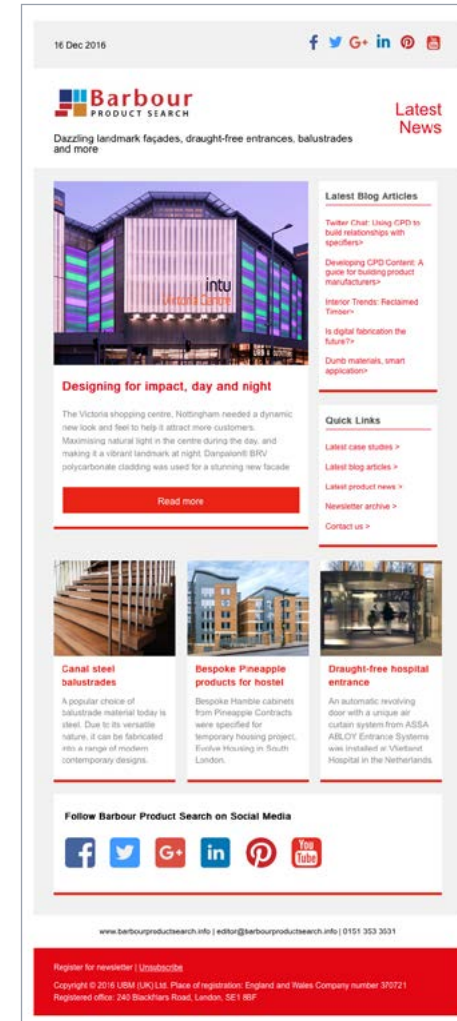 16 Dec 2016
Barbour
PRODUCT SEARCH
Latest
News
Dazzling landmark façades, draught-free entrances, balustrades
and more
intu
Victoria Centre
Designing for impact, day and night
The Victoria shopping centre, Nottingham needed a dynamic
new look and feel to help it attract more customers.
Maximising natural light in the centre during the day, and
making it a vibrant landmark at night, Danpalon® BRV
polycarbonate cladding was used for a stunning new facade
Read more
Latest Blog Articles
Twitter Chat: Using CPD to
build relationships with
specifiers>
Developing CPD Content: A
guide for building product
manufacturers>
Interior Trends: Reclaimed
Timber>
Is digital fabrication the
future?>
Dumb materials, smart
application>
Quick Links
Latest case studies >
Latest blog articles >
Latest product news >
Newsletter archive >
Contact us >
Canal steel
balustrades
A popular choice of
balustrade material today is
steel. Due to its versatile
nature, it can be fabricated
into a range of modern
contemporary designs.
Bespoke Pineapple
products for hostel
Bespoke Hamble cabinets
from Pineapple Contracts
were specified for
temporary housing project,
Evolve Housing in South
London.
Draught-free hospital
entrance
An automatic revolving
door with a unique air
curtain system from ASSA
ABLOY Entrance Systems
was installed at Vlietland
Hospital in the Netherlands.
Follow Barbour Product Search on Social Media
You
Tube
www.barbourproductsearch.info | editor@barbourproductsearch.info | 0151 353 3531
Register for newsletter | Unsubscribe
Copyright © 2016 UBM (UK) Ltd. Place of registration: England and Wales Company number 370721
Registered office: 240 Blackfriars Road, London, SE1 8BF